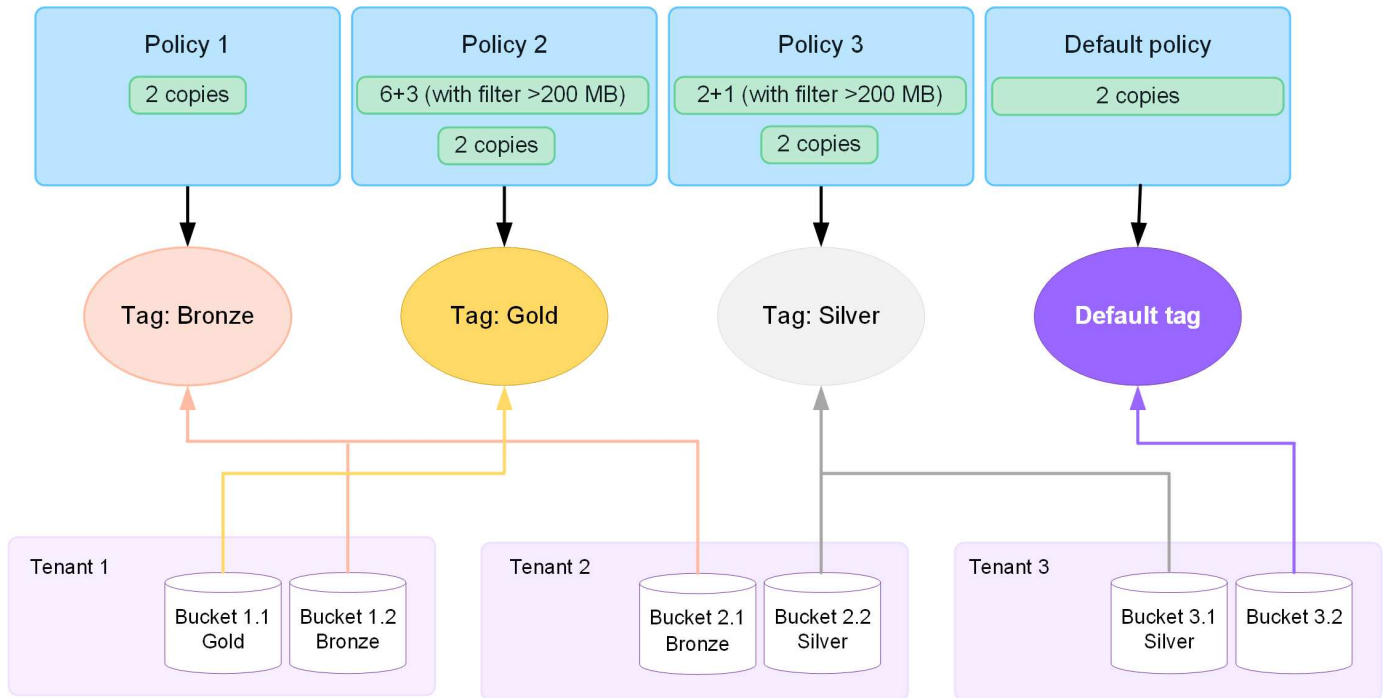 Policy 1
2 copies
Policy 2
6+3 (with filter >200 MB)
2 copies
Policy 3
2+1 (with filter >200 MB)
2 copies
Default policy
2 copies
Tag: Bronze
Tag: Gold
Tag: Silver
Default tag
Tenant 1
Bucket 1.1
Gold
Bucket 1.2
Bronze
Tenant 2
Bucket 2.1
Bronze
Bucket 2.2
Silver
Tenant 3
Bucket 3.1
Silver
Bucket 3.2